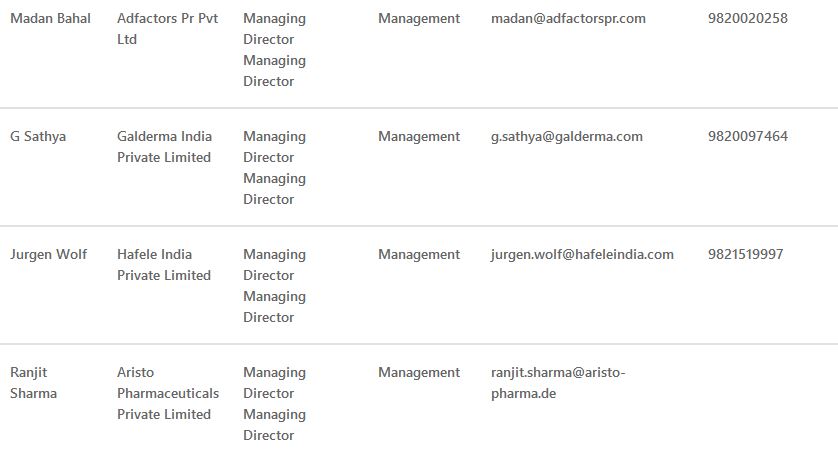 Madan Bahal Adfactors Pr Pvt Managing Management madan@adfactorspr.com 9820020258
Ltd Director
Managing
Director
G Sathya Galderma India Managing Management g.sathya@galderma.com 9820097464
Private Limited Director
Managing
Director
Jurgen Wolf Hafele India Managing Management jurgen.wolf@hafeleindia.com 9821519997
Private Limited Director
Managing
Director
Ranjit Aristo Managing Management ranjit.sharma@aristo-
Sharma Pharmaceuticals Director pharma.de
Private Limited Managing
Director